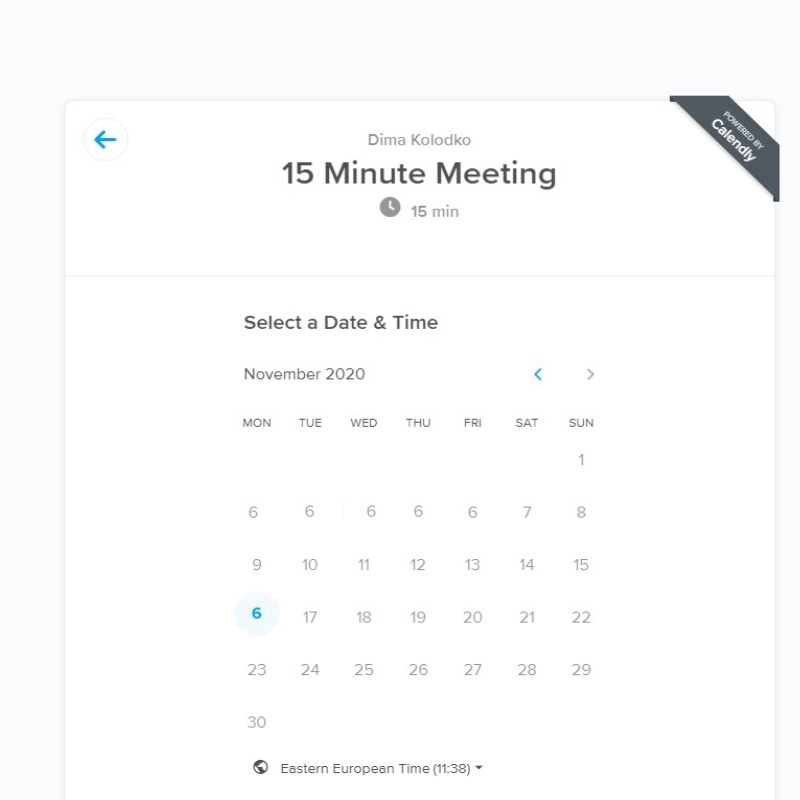 POWERED BY
Calendly
Dima Kolodko
15 Minute Meeting
15 min
Select a Date & Time
November 2020
MON TUE WED THU FRI SAT SUN
1
6 6 6 6 6 7 8
9 10 11 12 13 14 15
6 17 18 19 20 21 22
23 24 25 26 27 28 29
30
Eastern European Time (11:38)